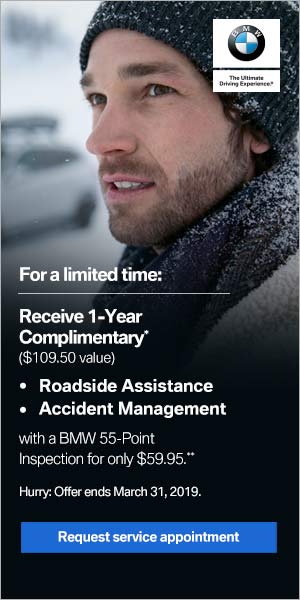 BMW
The Ultimate
Driving Experience.®
For a limited time:
Receive 1-Year
Complimentary*
($109.50 value)
• Roadside Assistance
• Accident Management
with a BMW 55-Point
Inspection for only $59.95.**
Hurry: Offer ends March 31, 2019.
Request service appointment